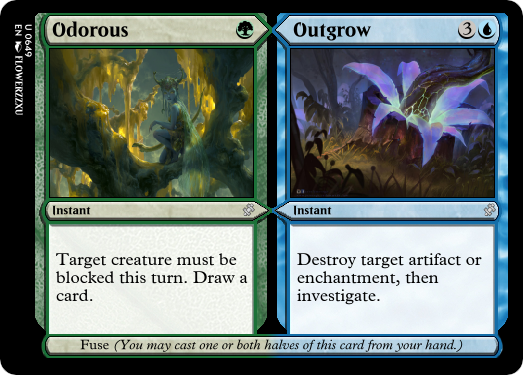 Odorous
Instant
Target creature must be
blocked this turn. Draw a
card.
Outgrow
3
Instant
Destroy target artifact or
enchantment, then
investigate.
Fuse (You may cast one or both halves of this card from your hand.)
U 0649
EN FLOWERZZXU